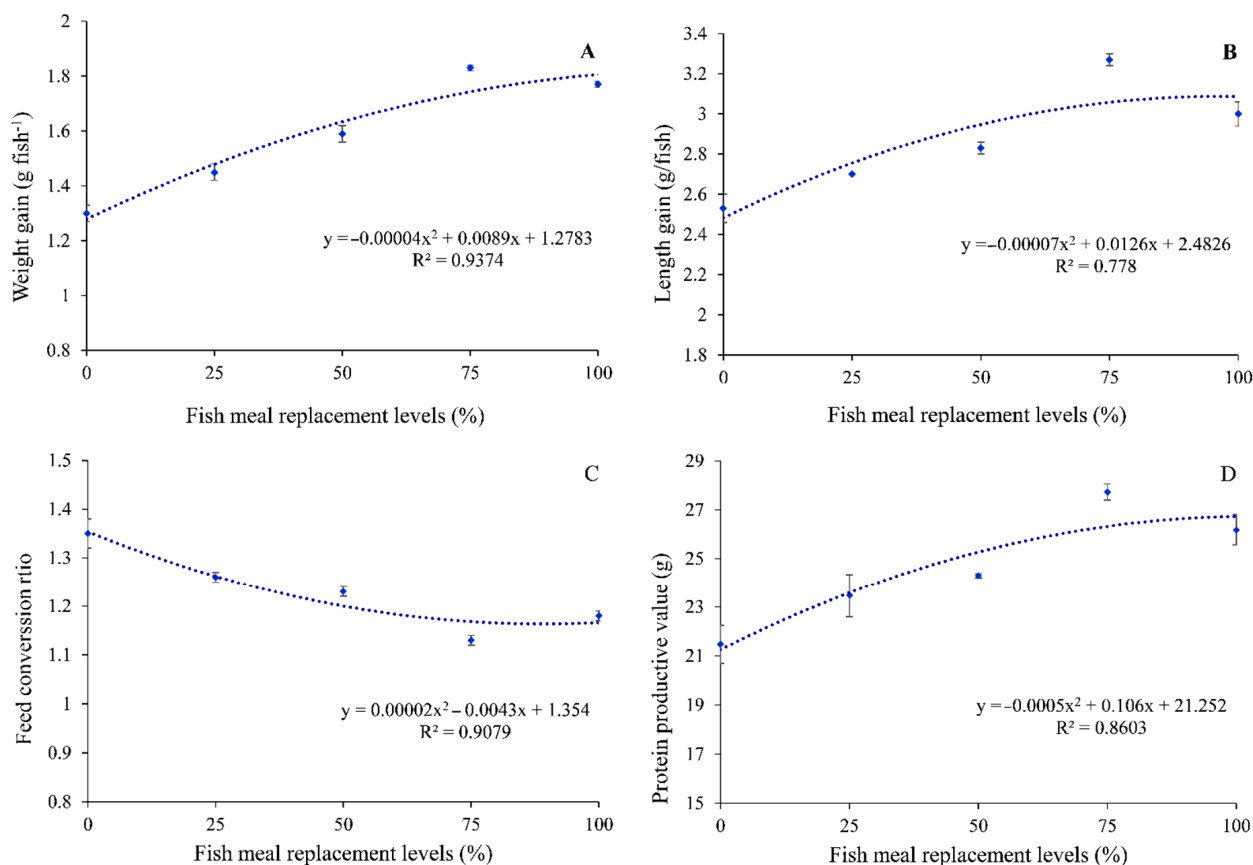 A
Weight gain (g fish⁻¹)
2
1.8
1.6
1.4
1.2
1
0.8
y = −0.00004x² + 0.0089x + 1.2783
R² = 0.9374
0 25 50 75 100
Fish meal replacement levels (%)
B
Length gain (g/fish)
3.4
3.2
3
2.8
2.6
2.4
2.2
2
1.8
y = −0.00007x² + 0.0126x + 2.4826
R² = 0.778
0 25 50 75 100
Fish meal replacement levels (%)
C
Feed converssion rtio
1.5
1.4
1.3
1.2
1.1
1
0.9
0.8
y = 0.00002x² – 0.0043x + 1.354
R² = 0.9079
0 25 50 75 100
Fish meal replacement levels (%)
D
Protein productive value (g)
29
27
25
23
21
19
17
15
y = −0.0005x² + 0.106x + 21.252
R² = 0.8603
0 25 50 75 100
Fish meal replacement levels (%)